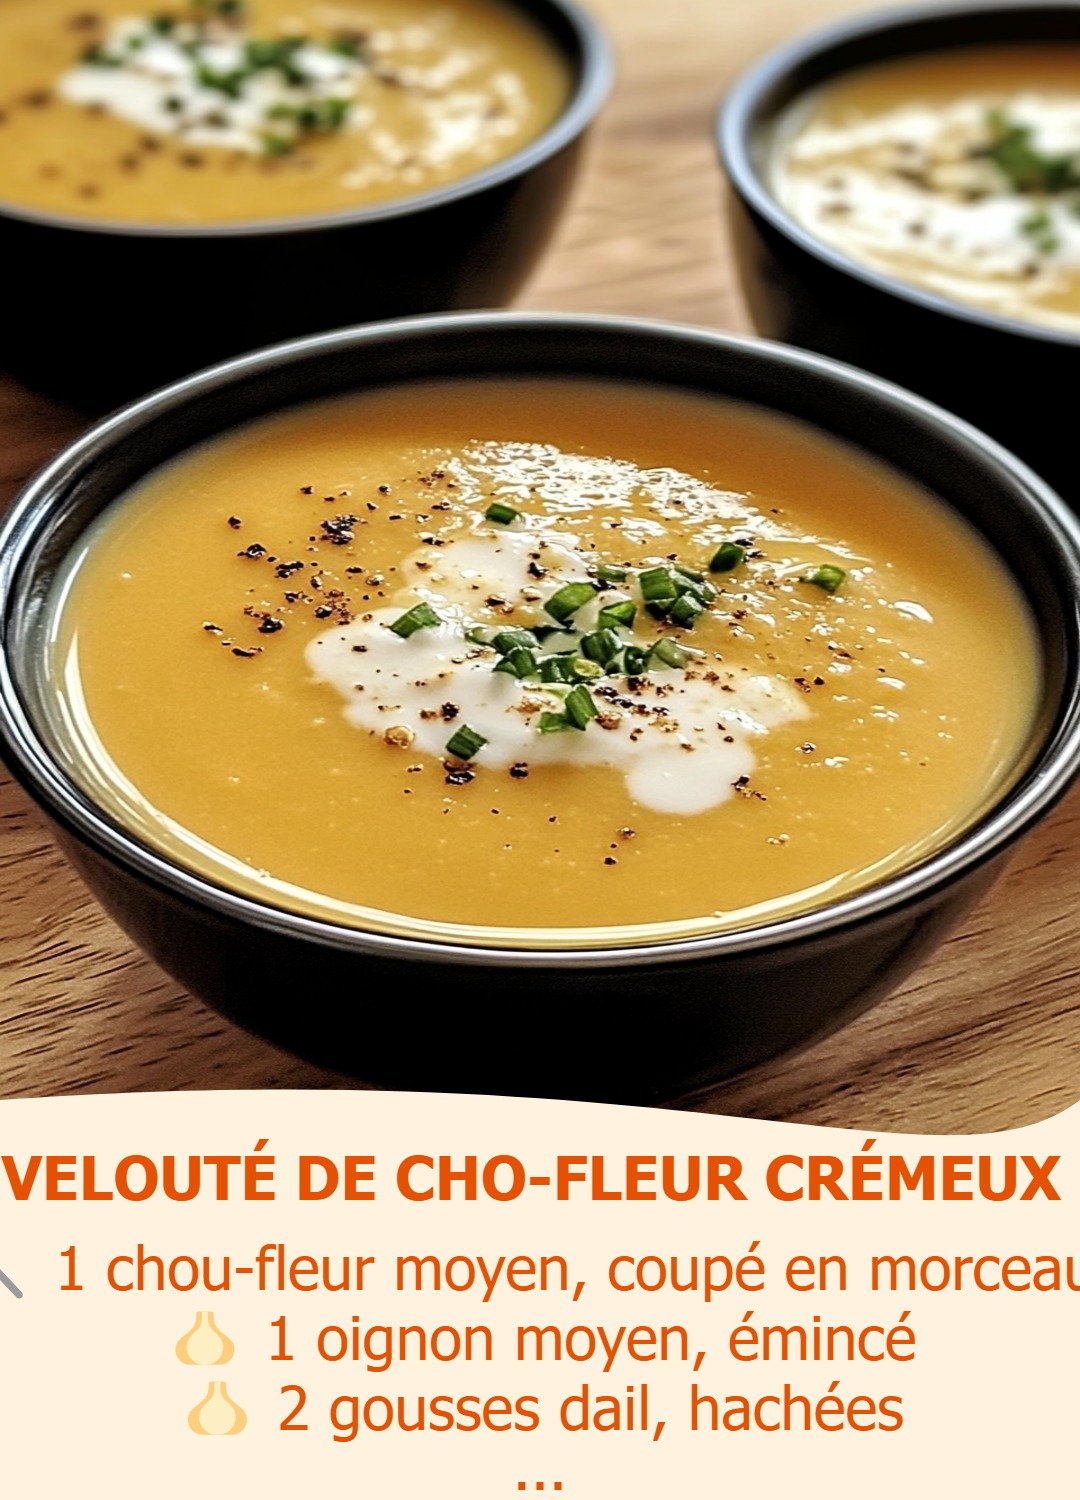 VELOUTÉ DE CHO-FLEUR CRÉMEUX
1 chou-fleur moyen, coupé en morceau
1 oignon moyen, émincé
2 gousses dail, hachées
...